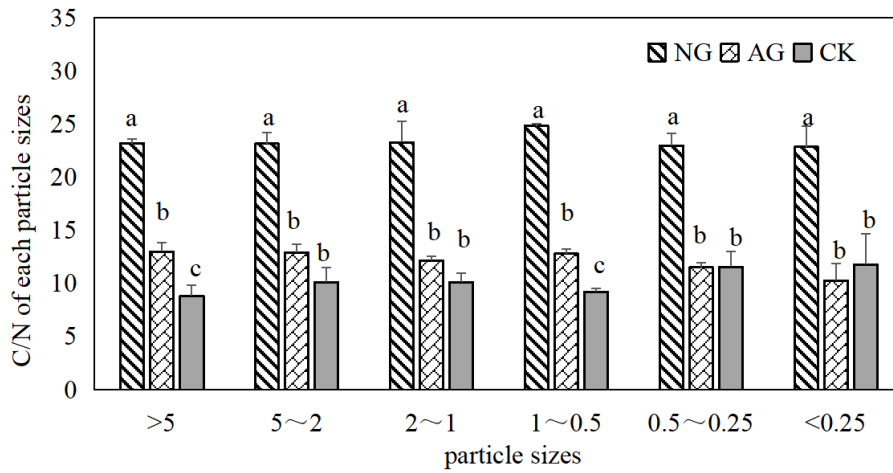 C/N of each particle sizes
35
30
25
20
15
10
5
0
NG AG CK
a b c
a b b
a b b
a b c
a b b
a b b
>5 5～2 2～1 1～0.5 0.5～0.25 <0.25
particle sizes